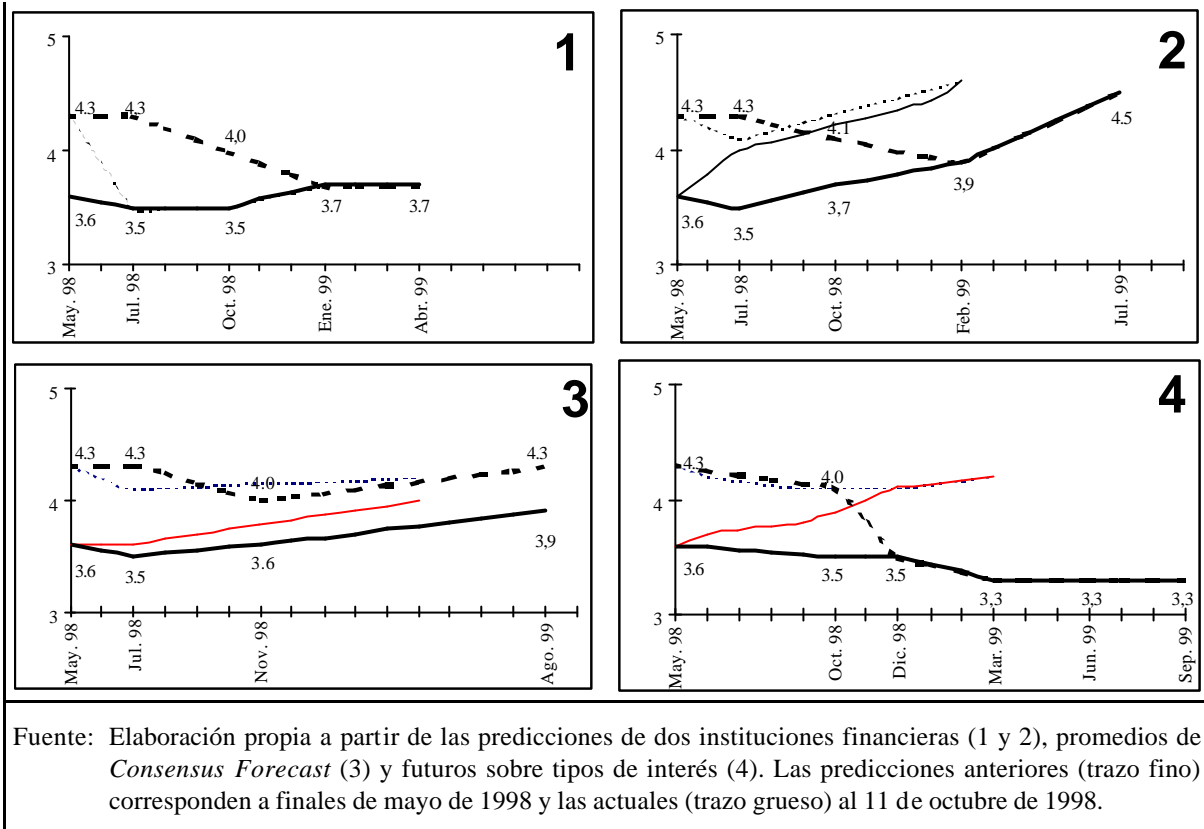 1
5
4
3
4.3
4.3
4,0
3.6
3.5
3.5
3.7
3.7
May. 98
Jul. 98
Oct. 98
Ene. 99
Abr. 99
2
5
4
3
4.3
4.3
4.1
4.5
3.6
3.5
3,7
3,9
May. 98
Jul. 98
Oct. 98
Feb. 99
Jul. 99
3
5
4
3
4.3
4.3
4.0
4.3
3.6
3.5
3.6
3,9
May. 98
Jul. 98
Nov. 98
Ago. 99
4
5
4
3
4.3
4.0
3.6
3.5
3.5
3,3
3,3
3,3
May. 98
Oct. 98
Dic. 98
Mar. 99
Jun. 99
Sep. 99
Fuente: Elaboración propia a partir de las predicciones de dos instituciones financieras (1 y 2), promedios de
Consensus Forecast (3) y futuros sobre tipos de interés (4). Las predicciones anteriores (trazo fino)
corresponden a finales de mayo de 1998 y las actuales (trazo grueso) al 11 de octubre de 1998.